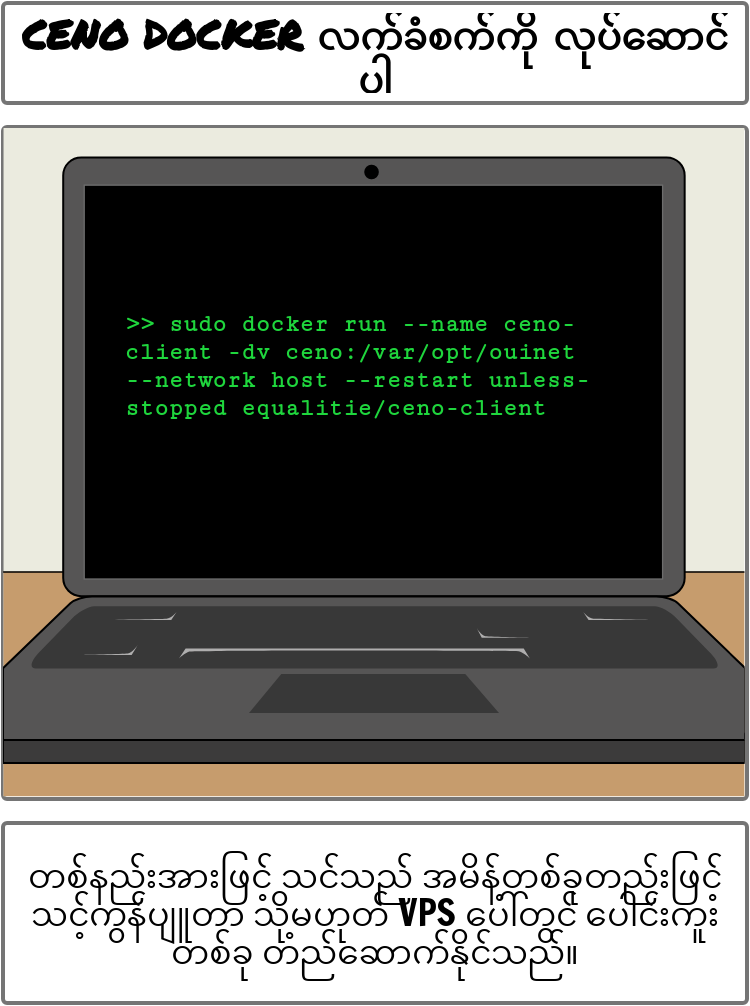 CENO DOCKER လက်ခံစက်ကို လုပ်ဆောင်
ပါ
>> sudo docker run --name ceno-
client -dv ceno:/var/opt/ouinet
--network host --restart unless-
stopped equalitie/ceno-client
တစ်နည်းအားဖြင့် သင်သည် အမိန့်တစ်ခုတည်းဖြင့်
သင့်ကွန်ပျူတာ သို့မဟုတ် VPS ပေါ်တွင် ပေါင်းကူး
တစ်ခု တည်ဆောက်နိုင်သည်။